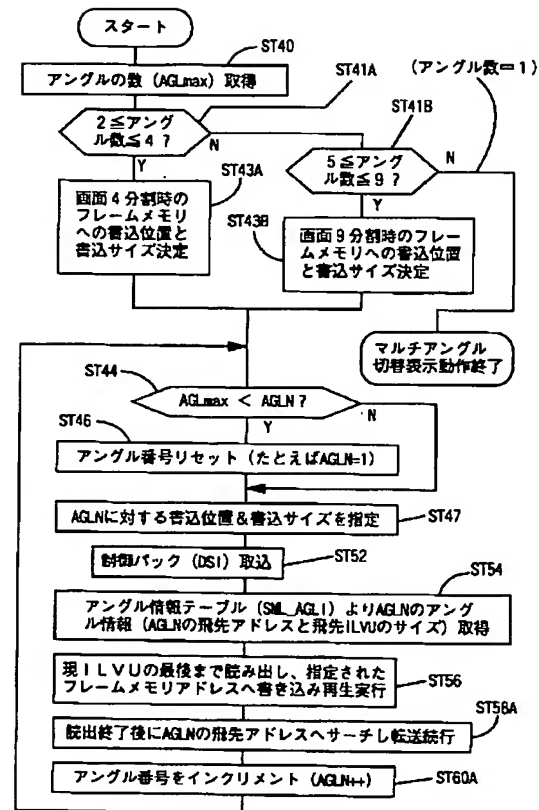 スタート
ST40
アングルの数 (AGLmax) 取得
ST41A
(アングル数=1)
2≦アング
ル数≦4?
N
ST41B
Y
ST43A
5≦アング
ル数≦9?
N
Y
画面4分割時の
フレームメモリ
への書込位置と
書込サイズ決定
ST43B
画面9分割時のフレー
ムメモリへの書込位置
と書込サイズ決定
マルチアングル
切替表示動作終了
ST44
AGLmax < AGLN?
N
ST46
Y
アングル番号リセット (たとえばAGLN=1)
AGLNに対する書込位置&書込サイズを指定
ST47
制御パック (DSI) 取込
ST52
ST54
アングル情報テーブル (SML_AGLI) よりAGLNのアング
ル情報 (AGLNの飛先アドレスと飛先ILVUのサイズ) 取得
現ILVUの最後まで読み出し、指定された
フレームメモリアドレスへ書き込み再生実行
ST56
読出終了後にAGLNの飛先アドレスへサーチし転送続行
ST58A
アングル番号をインクリメント (AGLN++)
ST60A